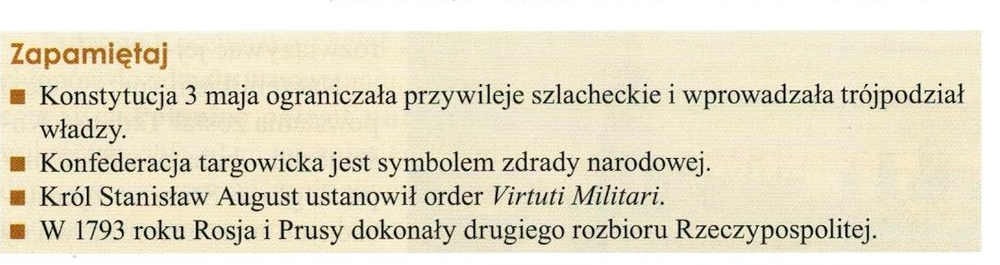 Zapamiętaj
■ Konstytucja 3 maja ograniczała przywileje szlacheckie i wprowadzała trójpodział
władzy.
■ Konfederacja targowicka jest symbolem zdrady narodowej.
■ Król Stanisław August ustanowił order Virtuti Militari.
■ W 1793 roku Rosja i Prusy dokonały drugiego rozbioru Rzeczypospolitej.